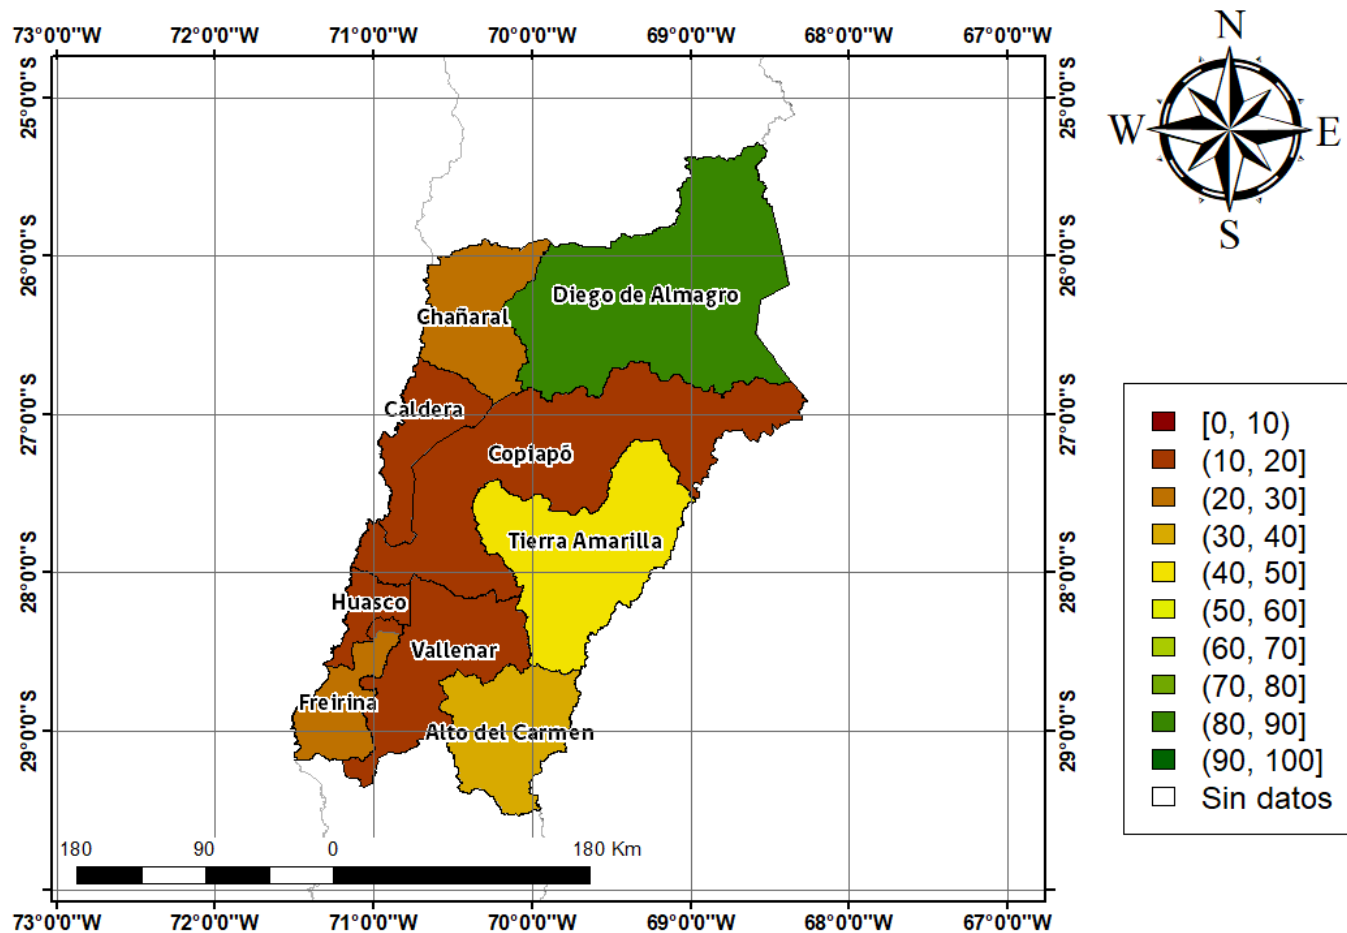 73°0'0"W 72°0'0"W 71°0'0"W 70°0'0"W 69°0'0"W 68°0'0"W 67°0'0"W
N
W E
S
25°0'0"S 25°0'0"S
26°0'0"S 26°0'0"S
27°0'0"S 27°0'0"S
28°0'0"S 28°0'0"S
29°0'0"S 29°0'0"S
Diego de Almagro
Chañaral
Caldera
Copiapó
Tierra Amarilla
Huasco
Vallenar
Freirina
Alto del Carmen
[0, 10)
(10, 20]
(20, 30]
(30, 40]
(40, 50]
(50, 60]
(60, 70]
(70, 80]
(80, 90]
(90, 100]
Sin datos
180 90 0 180 Km
73°0'0"W 72°0'0"W 71°0'0"W 70°0'0"W 69°0'0"W 68°0'0"W 67°0'0"W